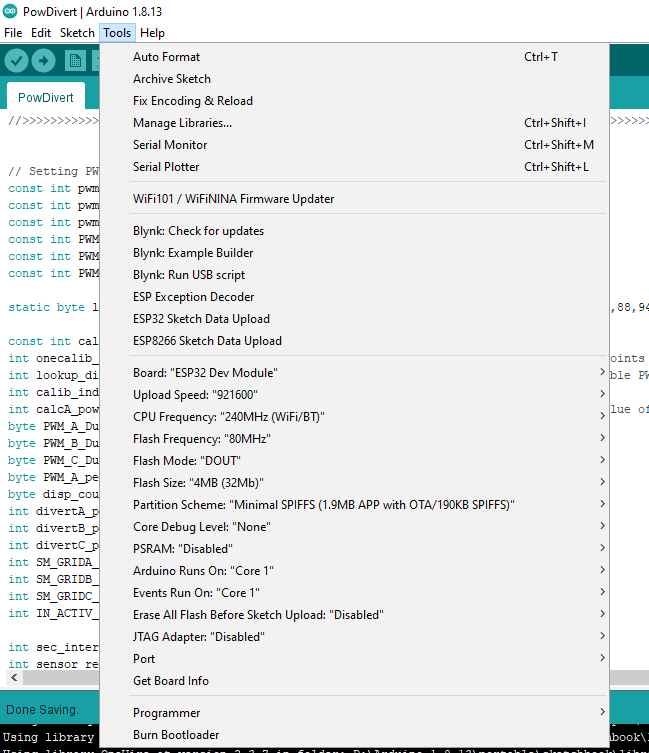 PowDivert | Arduino 1.8.13
File Edit Sketch Tools Help
Auto Format Ctrl+T
Archive Sketch
PowDivert Fix Encoding & Reload
//>>>>>>>>>>> Manage Libraries... Ctrl+Shift+I >>>>>
Serial Monitor Ctrl+Shift+M
// Setting PW Serial Plotter Ctrl+Shift+L
const int pwm
const int pwm WiFi101 / WiFiNINA Firmware Updater
const int pwm
const int PWM Blynk: Check for updates
const int PWM Blynk: Example Builder
const int PWM Blynk: Run USB script
ESP Exception Decoder
static byte l ,88,94
ESP32 Sketch Data Upload
const int cal ESP8266 Sketch Data Upload
int onecalib_ oints
int lookup_di Board: "ESP32 Dev Module" ble PW
int calib_ind Upload Speed: "921600"
int calcA_pow CPU Frequency: "240MHz (WiFi/BT)" lue of
byte PWM_A_Du
byte PWM_B_Du Flash Frequency: "80MHz"
byte PWM_C_Du Flash Mode: "DOUT"
byte PWM_A_pe Flash Size: "4MB (32Mb)"
byte disp_cou
int divertA_p Partition Scheme: "Minimal SPIFFS (1.9MB APP with OTA/190KB SPIFFS)"
int divertB_p Core Debug Level: "None"
int divertC_p PSRAM: "Disabled"
int SM_GRIDA_ Arduino Runs On: "Core 1"
int SM_GRIDB_
int SM_GRIDC_ Events Run On: "Core 1"
int IN_ACTIV_ Erase All Flash Before Sketch Upload: "Disabled"
JTAG Adapter: "Disabled"
int sec_inter Port
int sensor_re
Get Board Info
Done Saving. Programmer
Using library Burn Bootloader hbook\